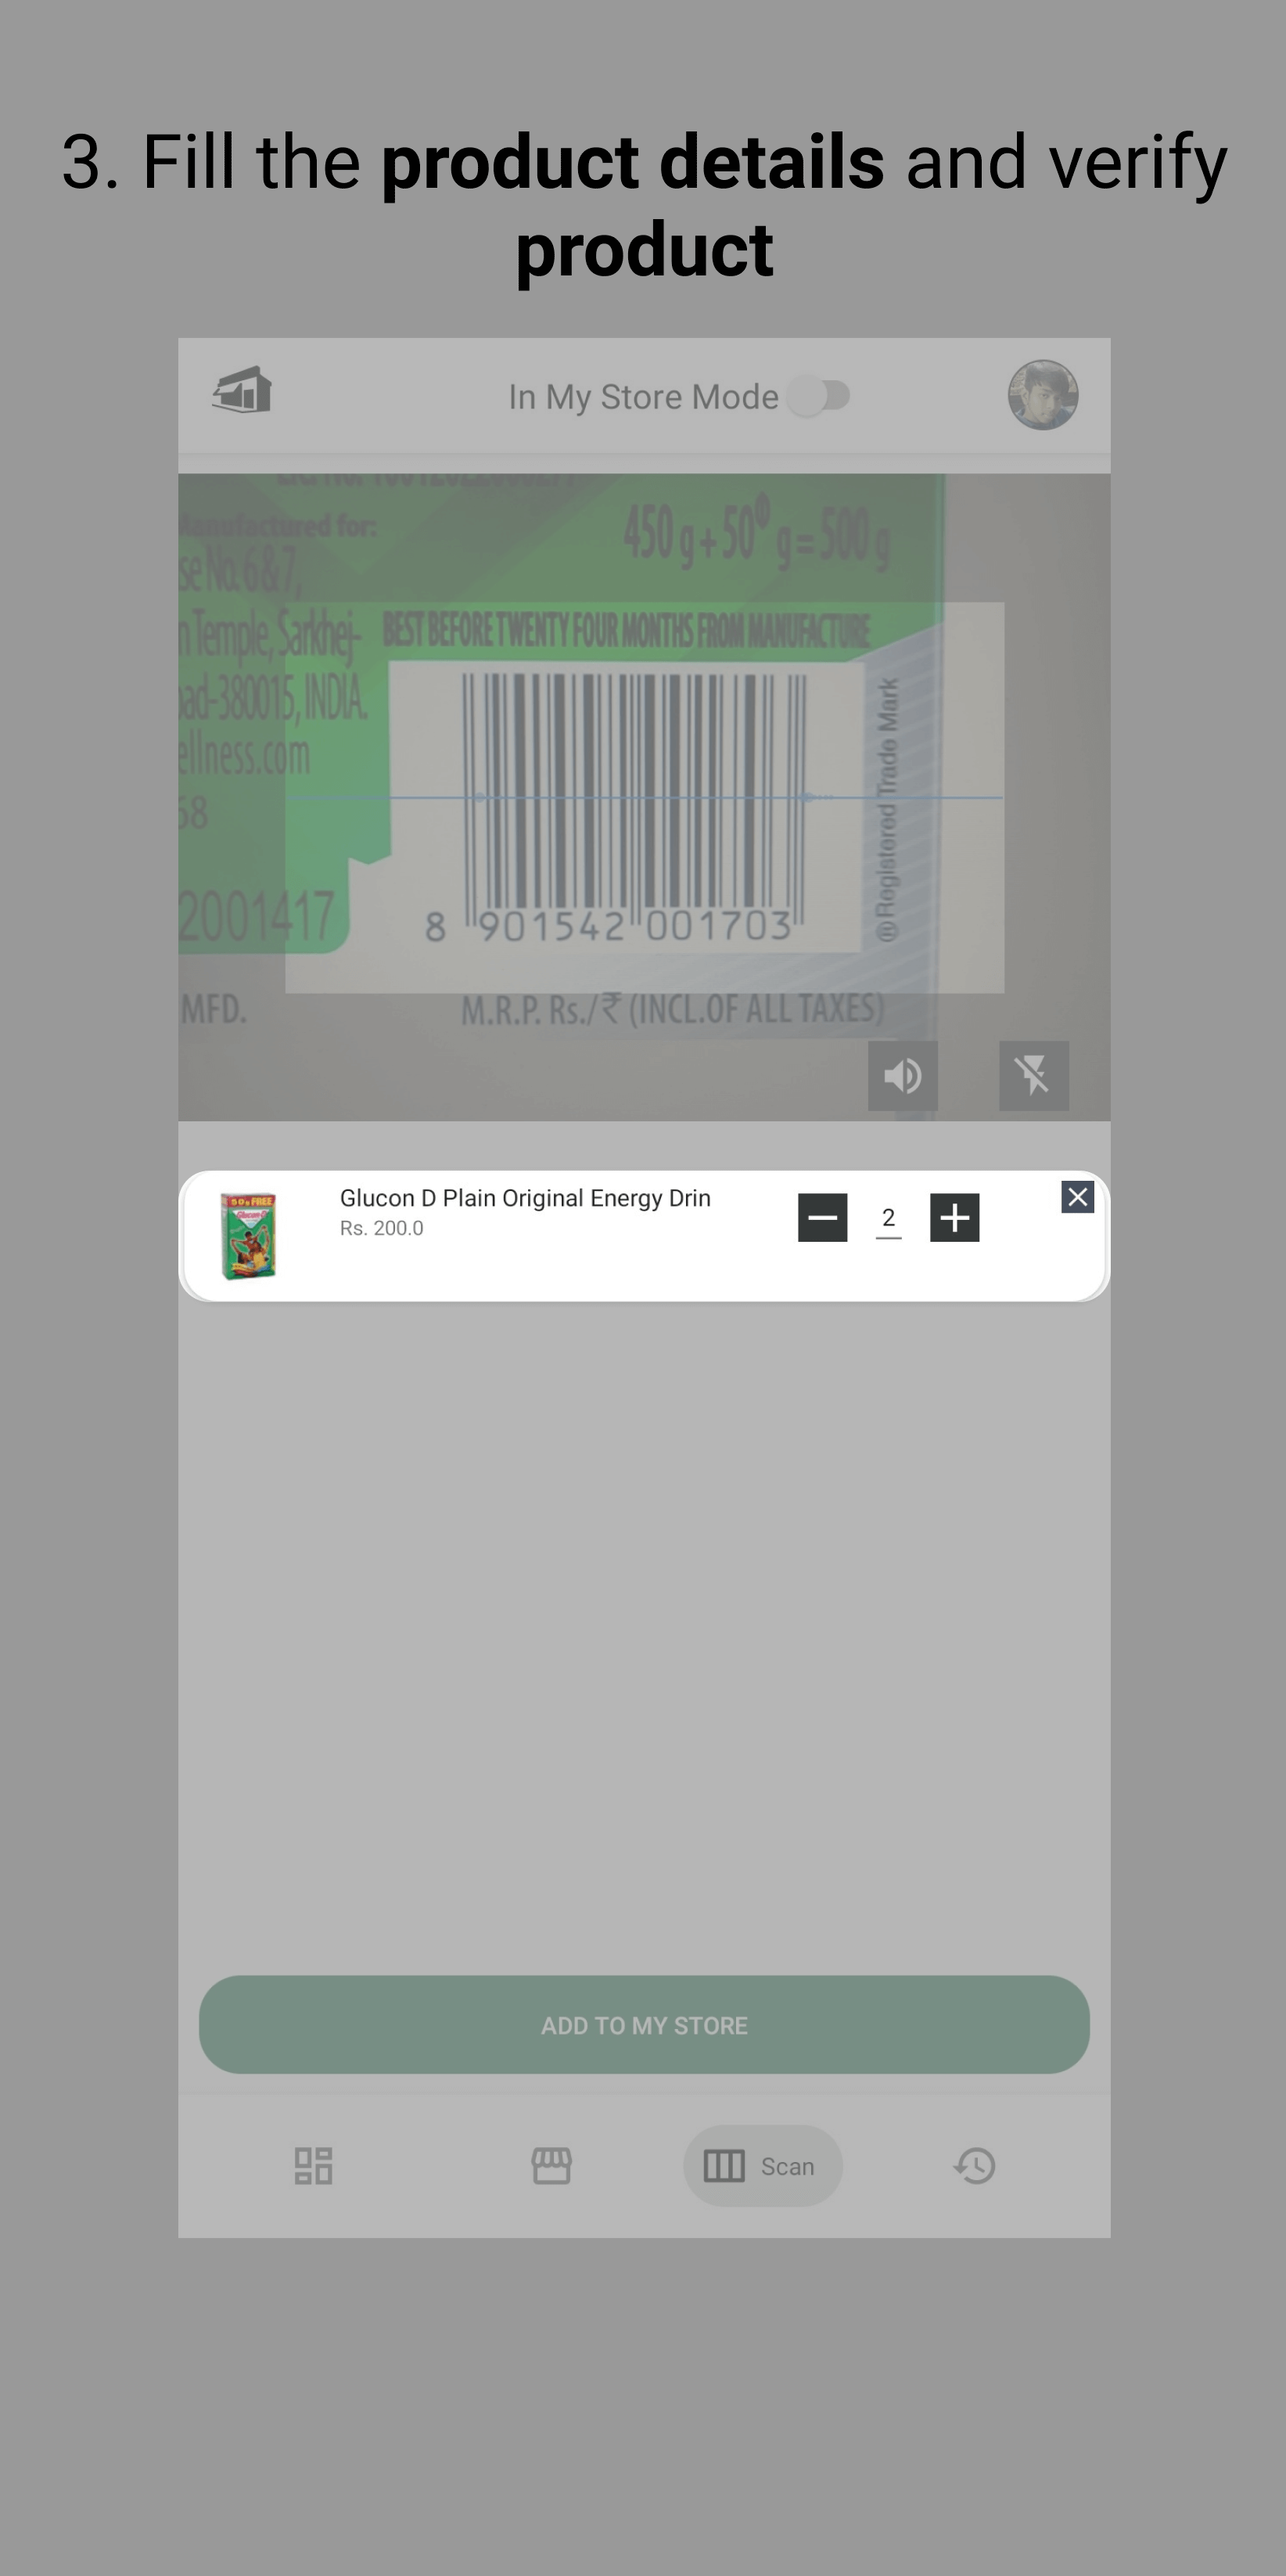 3. Fill the product details and verify
product
In My Store Mode
Manufactured for:
450 g + 50 g = 500 g
se No. 6 & 7,
BEST BEFORE TWENTY FOUR MONTHS FROM MANUFACTURE
n Temple, Sarkhej-
ad-380015, INDIA.
ellness.com
68
®Registered Trade Mark
2001417
8 901542 001703
MFD.
M.R.P. Rs./₹ (INCL.OF ALL TAXES)
50g FREE
Glucon-D
Glucon D Plain Original Energy Drin
Rs. 200.0
2
ADD TO MY STORE
Scan